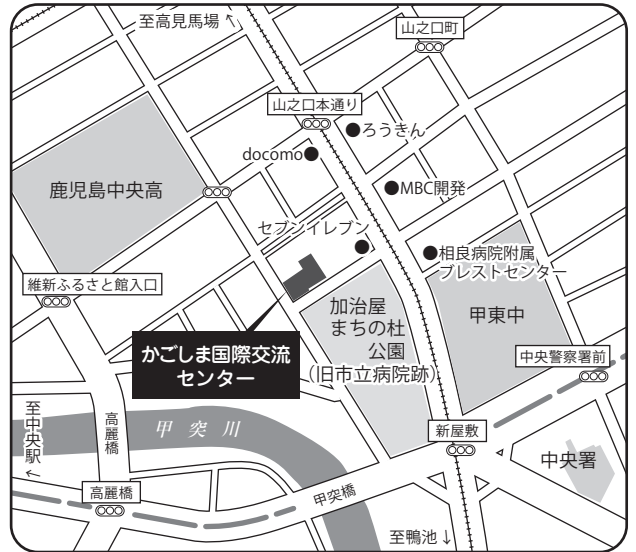 至高見馬場↖
山之口町
山之口本通り
ろうきん
docomo
MBC開発
鹿児島中央高
セブンイレブン
相良病院附属
ブレストセンター
維新ふるさと館入口
加治屋
まちの杜
公園
(旧市立病院跡)
甲東中
かごしま国際交流
センター
中央警察署前
至中央駅
←
高麗橋
甲突川
新屋敷
中央署
高麗橋
甲突橋
至鴨池↓